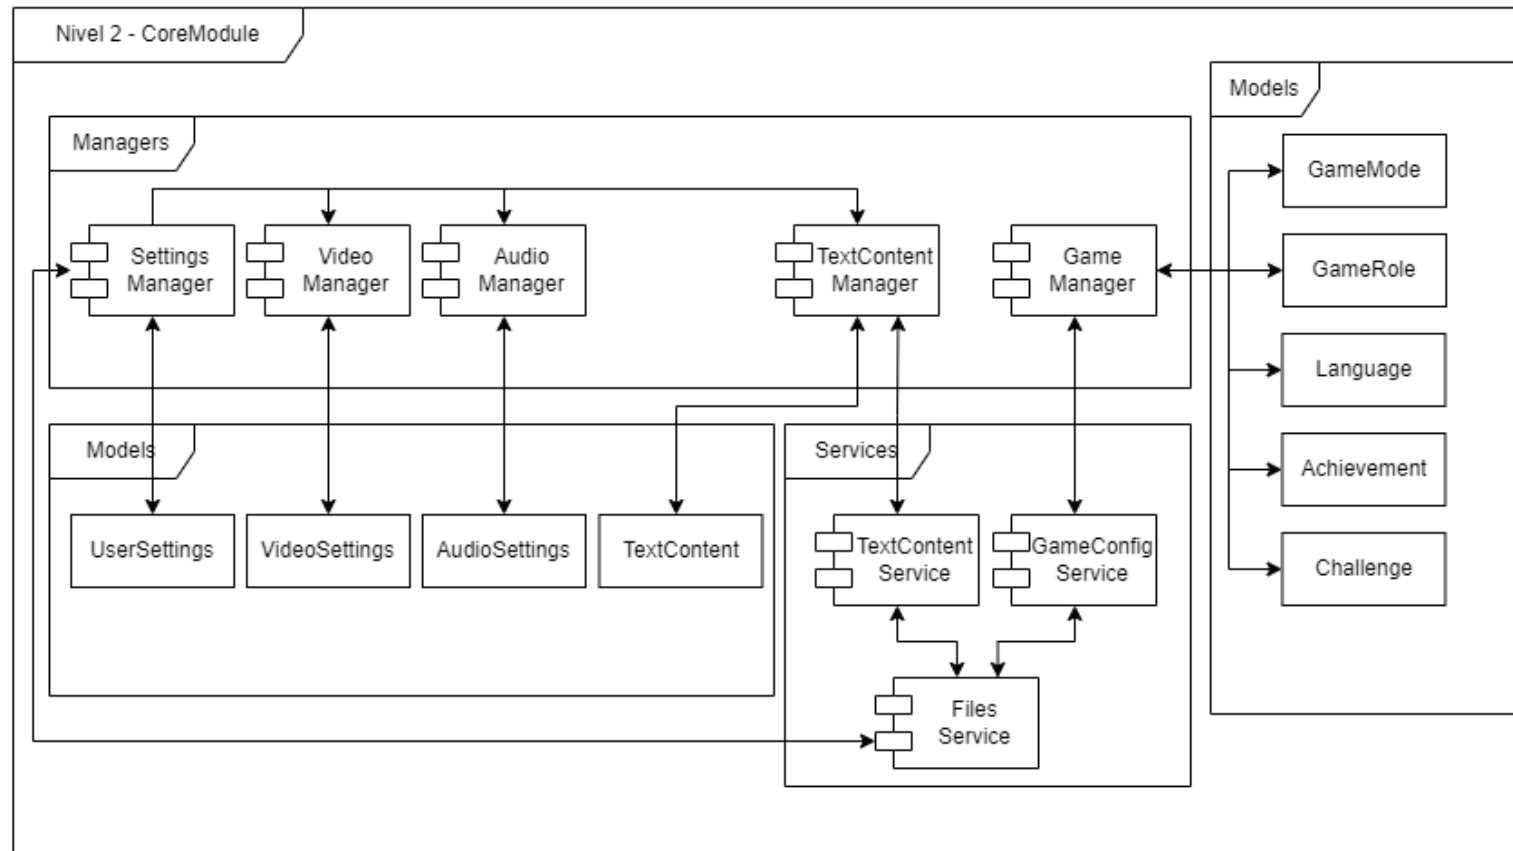 Nivel 2 - CoreModule
Models
Managers
GameMode
Settings
Manager
Video
Manager
Audio
Manager
TextContent
Manager
Game
Manager
GameRole
Language
Models
Services
Achievement
UserSettings
VideoSettings
AudioSettings
TextContent
TextContent
Service
GameConfig
Service
Challenge
Files
Service